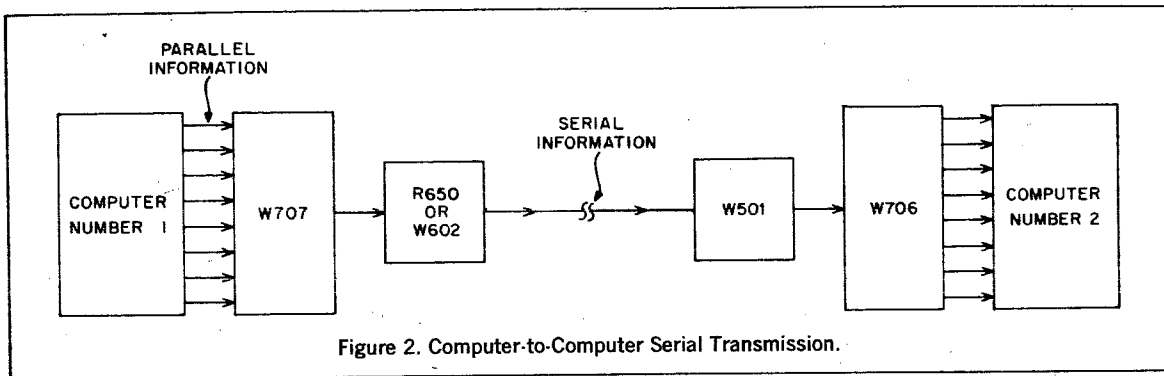 PARALLEL
INFORMATION
COMPUTER
NUMBER 1
W707
R650
OR
W602
SERIAL
INFORMATION
W501
W706
COMPUTER
NUMBER 2
Figure 2. Computer-to-Computer Serial Transmission.